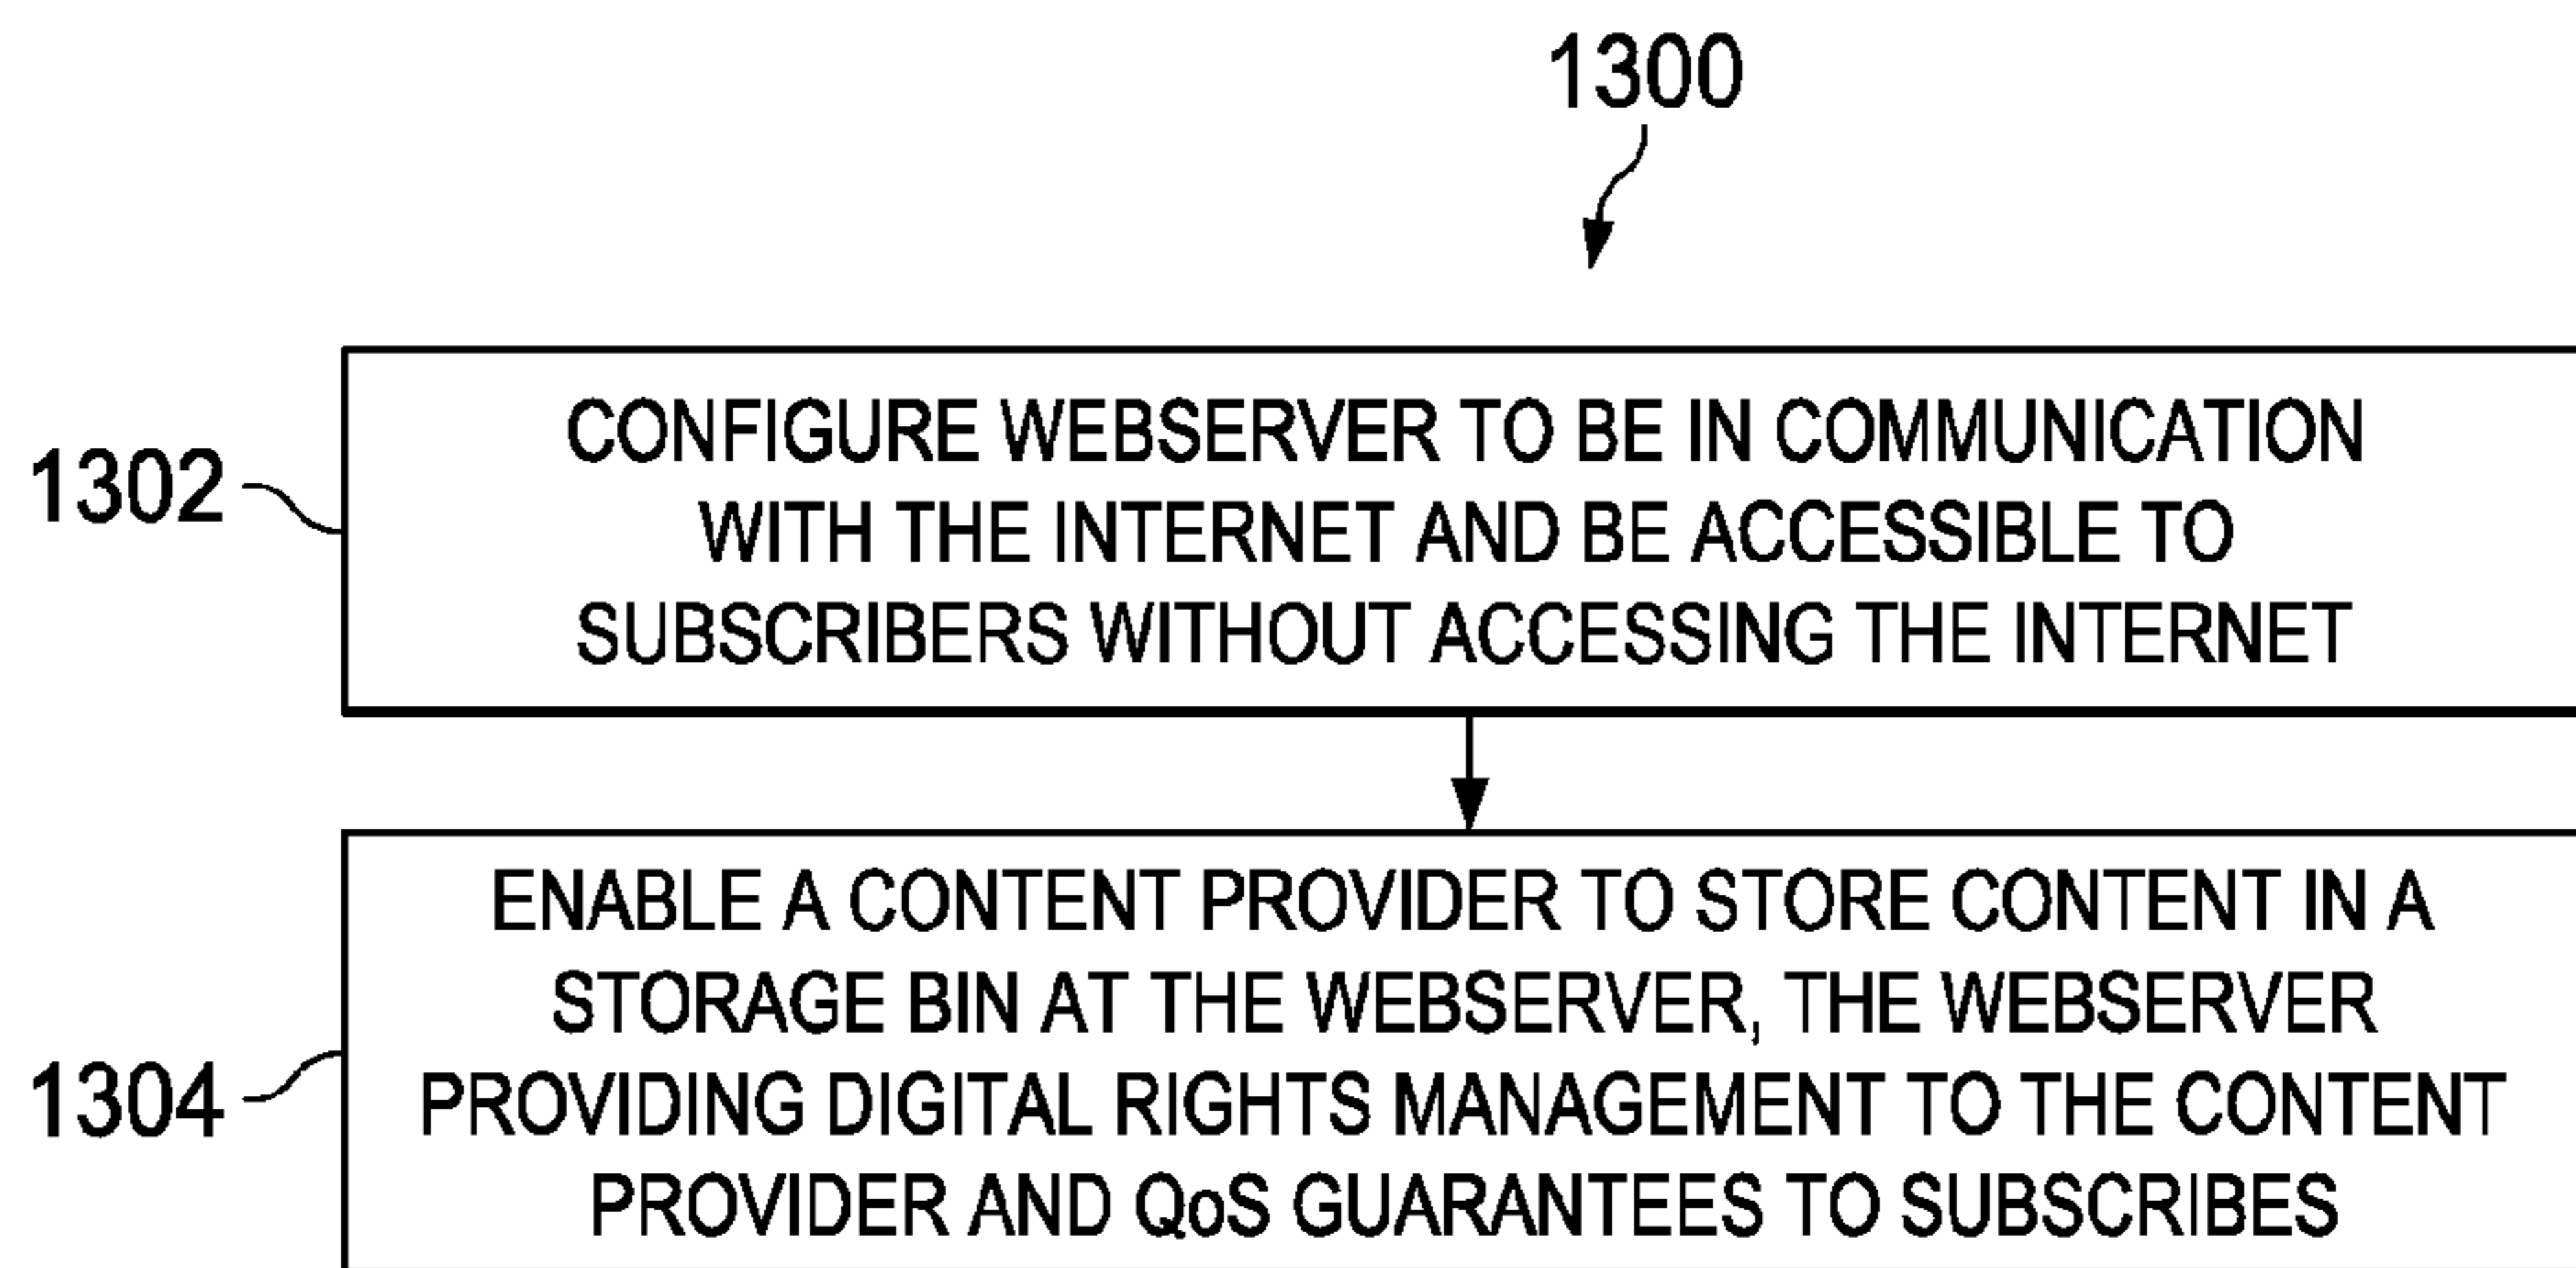 1300
1302
CONFIGURE WEBSERVER TO BE IN COMMUNICATION
WITH THE INTERNET AND BE ACCESSIBLE TO
SUBSCRIBERS WITHOUT ACCESSING THE INTERNET
1304
ENABLE A CONTENT PROVIDER TO STORE CONTENT IN A
STORAGE BIN AT THE WEBSERVER, THE WEBSERVER
PROVIDING DIGITAL RIGHTS MANAGEMENT TO THE CONTENT
PROVIDER AND QoS GUARANTEES TO SUBSCRIBES